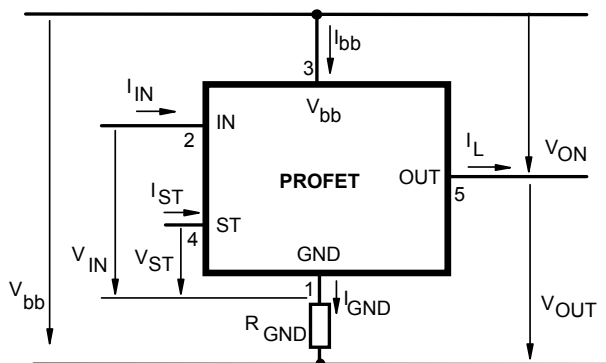 I_bb
3
I_IN
V_bb
IN
2
I_L
V_ON
PROFET
OUT
5
I_ST
ST
4
GND
V_IN
V_ST
V_bb
1
I_GND
V_OUT
R_GND